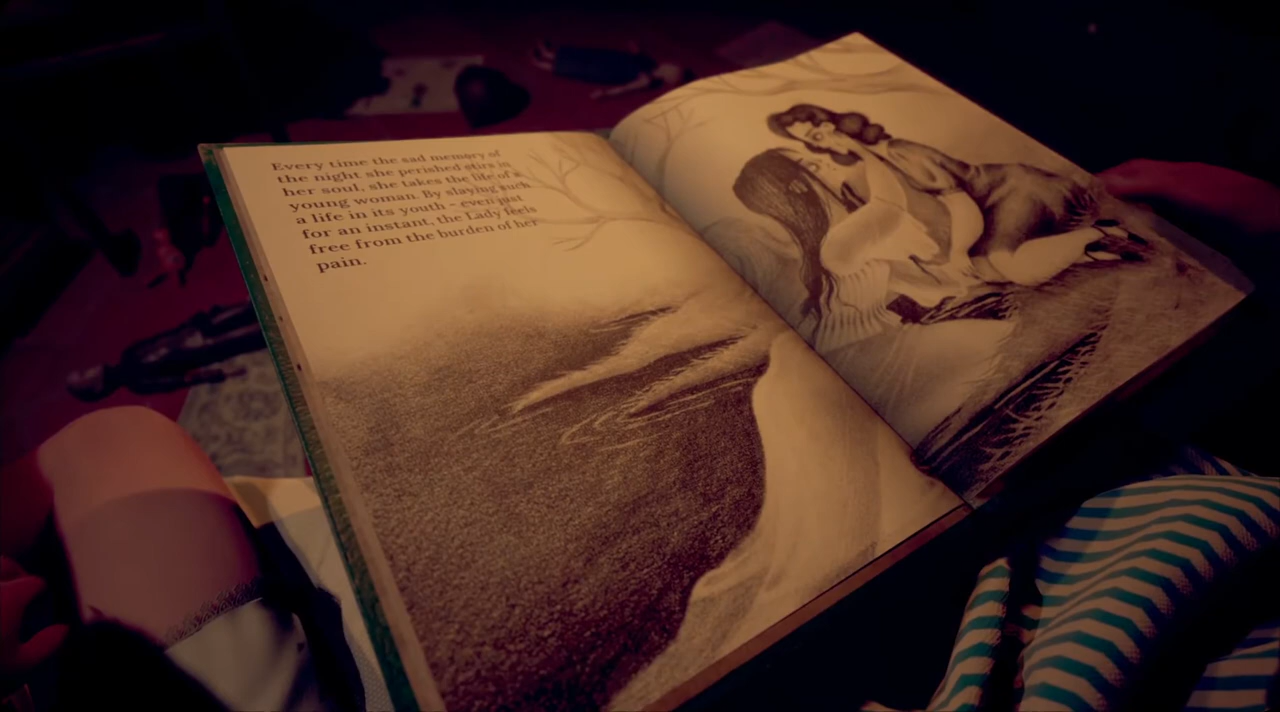 Every time the sad memory of
the night she perished stirs in
her soul, she takes the life of a
young woman. By slaying such
a life in its youth – even just
for an instant, the Lady feels
free from the burden of her
pain.